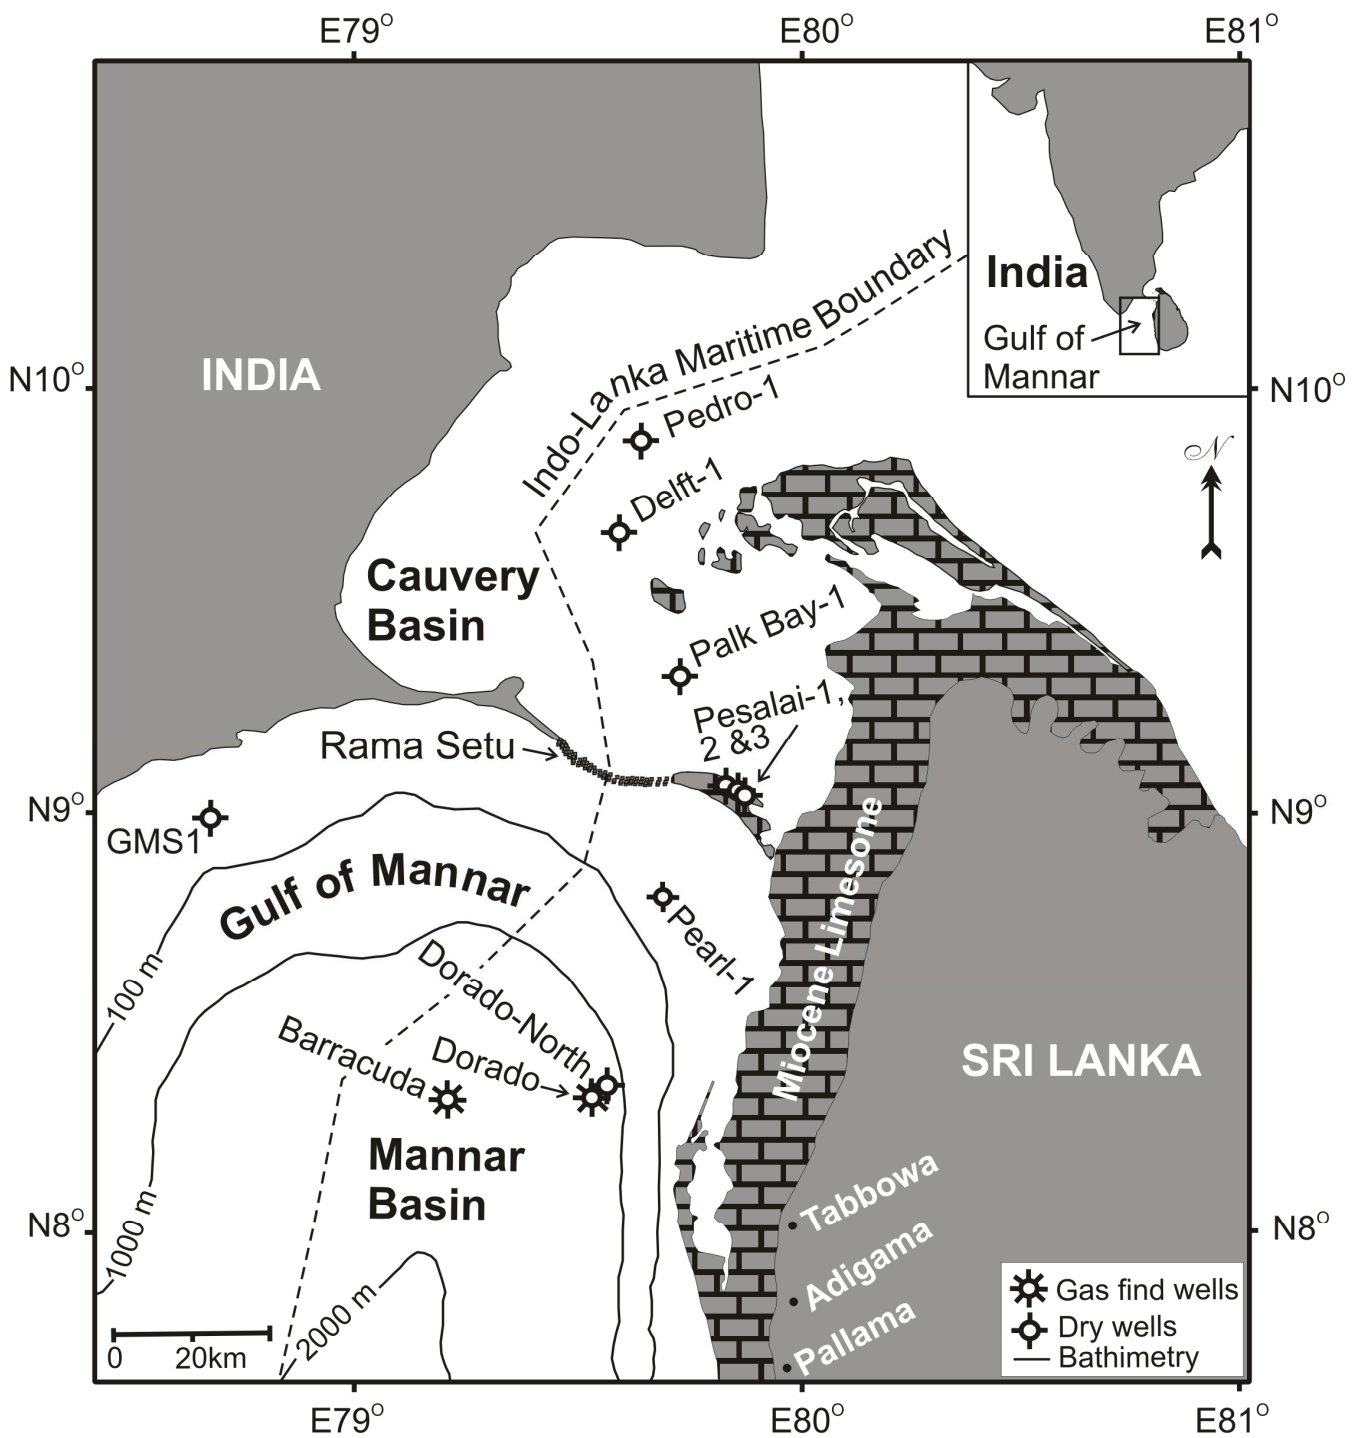 E79° E80° E81°
INDIA
Indo-Lanka Maritime Boundary
India
Gulf of
Mannar
N10° N10°
N
Pedro-1
Delft-1
Cauvery
Basin
Palk Bay-1
Pesalai-1,
2 &3
Rama Setu
N9° N9°
GMS1
Gulf of Mannar
Miocene Limesone
Pearl-1
Dorado-North
100 m
Barracuda
Dorado
SRI LANKA
Mannar
Basin
Tabbowa
N8° N8°
1000 m
Adigama
2000 m
Pallama
Gas find wells
Dry wells
Bathimetry
0 20km
E79° E80° E81°